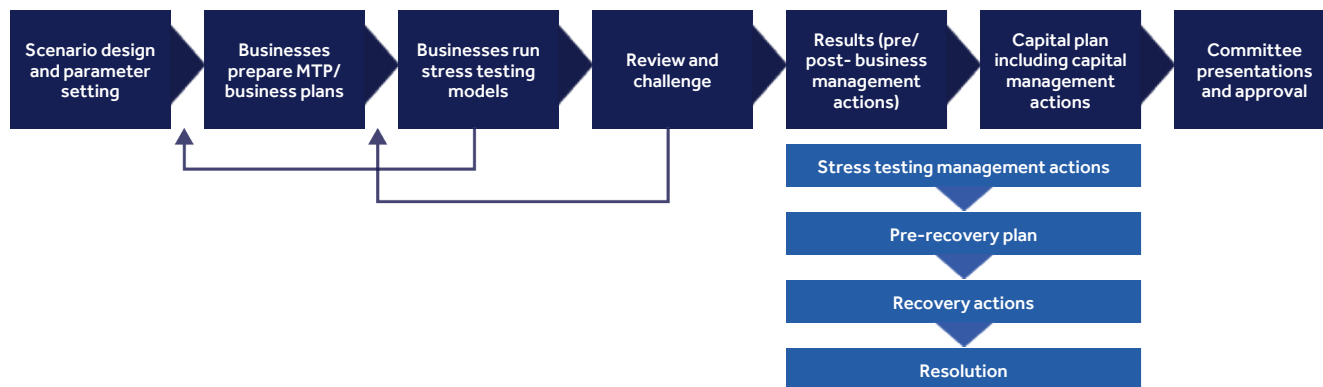 Scenario design
and parameter
setting
Businesses
prepare MTP/
business plans
Businesses run
stress testing
models
Review and
challenge
Results (pre/
post- business
management
actions)
Capital plan
including capital
management
actions
Committee
presentations
and approval
Stress testing management actions
Pre-recovery plan
Recovery actions
Resolution